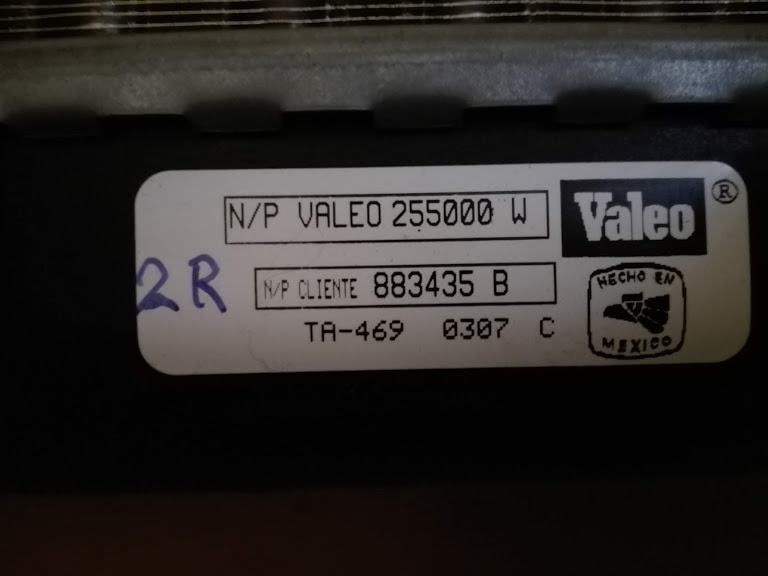 N/P VALEO 255000 W
Valeo ®
2R
N/P CLIENTE 883435 B
HECHO EN
MEXICO
TA-469 0307 C